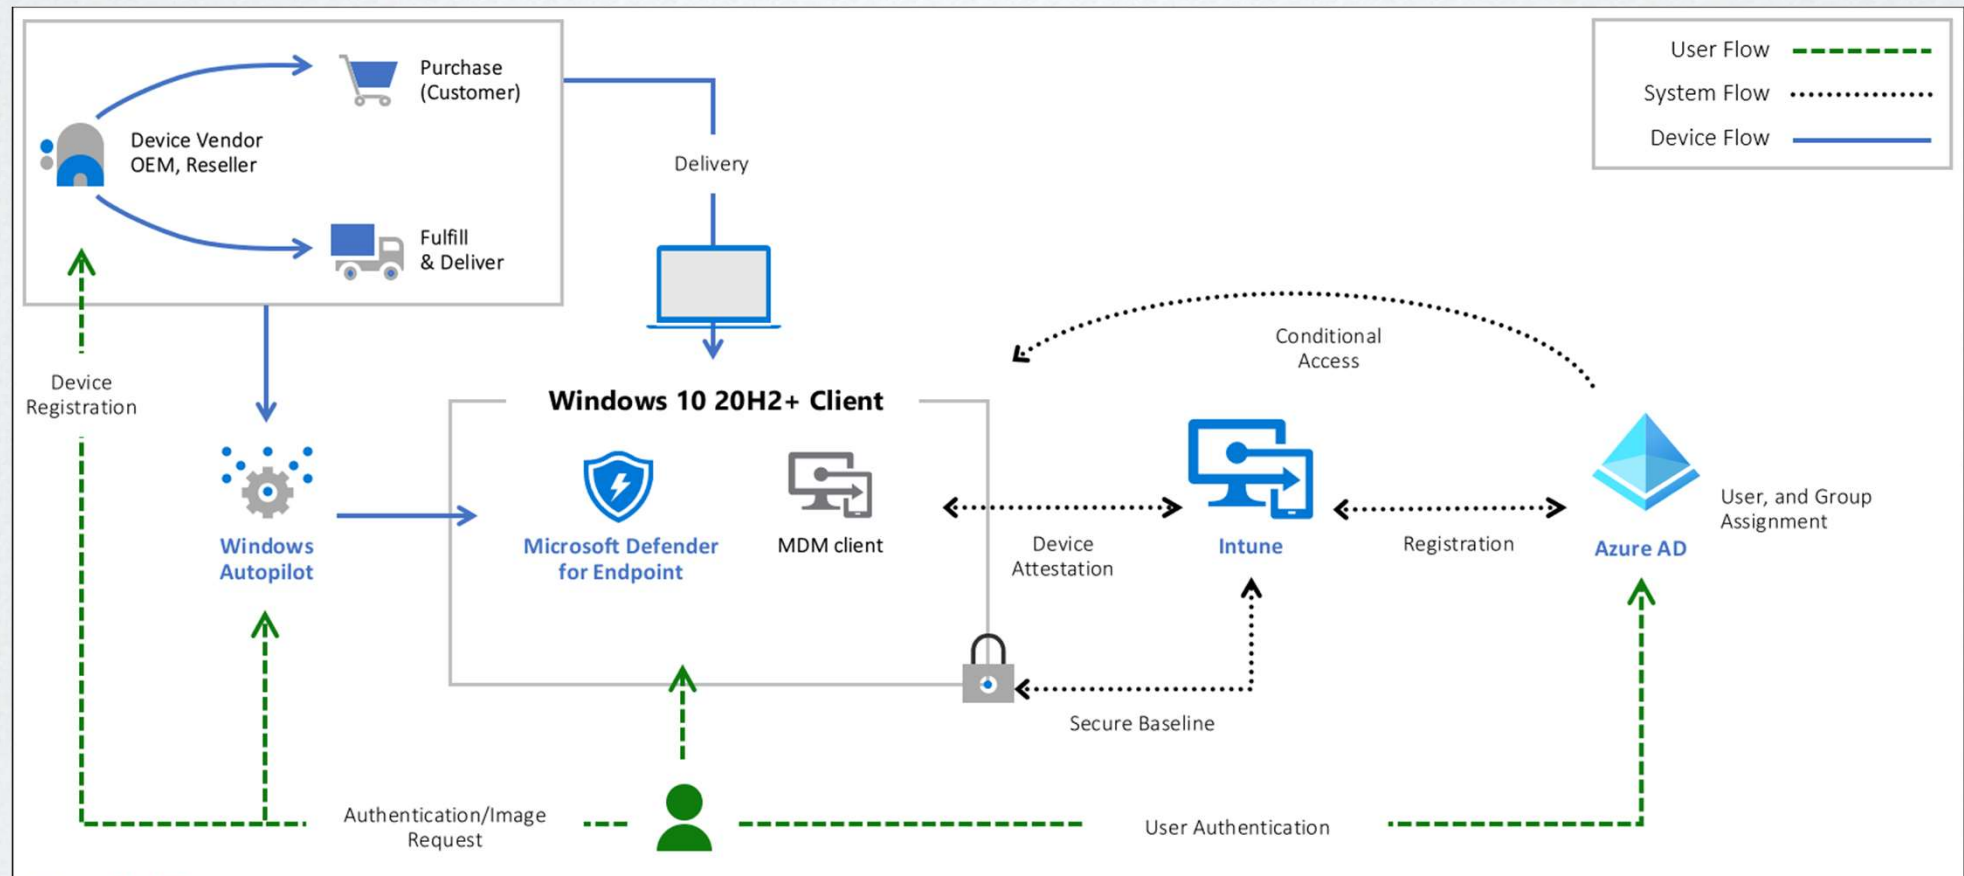 Purchase
(Customer)
Device Vendor
OEM, Reseller
Fulfill
& Deliver
Delivery
User Flow
System Flow
Device Flow
Device
Registration
Conditional
Access
Windows 10 20H2+ Client
Windows
Autopilot
Microsoft Defender
for Endpoint
MDM client
Device
Attestation
Intune
Registration
Azure AD
User, and Group
Assignment
Secure Baseline
Authentication/Image
Request
User Authentication